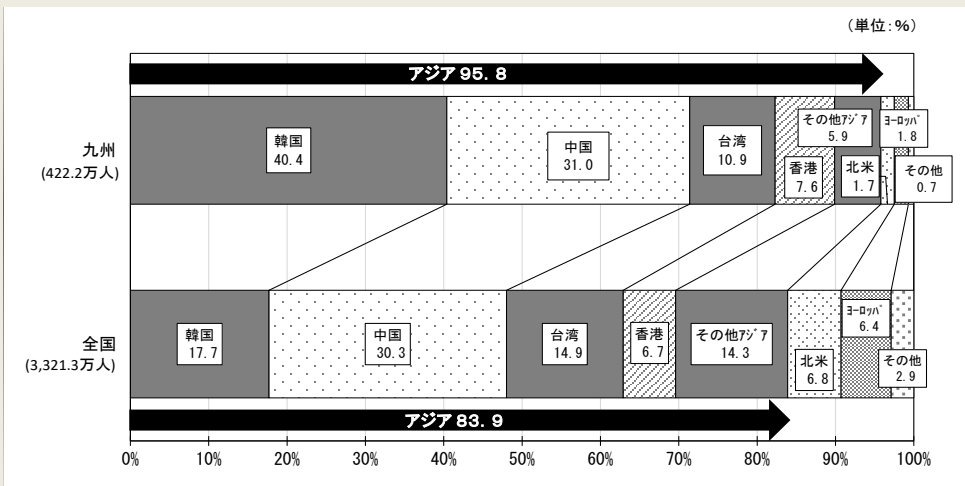 (単位:%)
アジア95.8
九州
(422.2万人)
韓国
40.4
中国
31.0
台湾
10.9
香港
7.6
その他アジア
5.9
北米
1.7
ヨーロッパ
1.8
その他
0.7
全国
(3,321.3万人)
韓国
17.7
中国
30.3
台湾
14.9
香港
6.7
その他アジア
14.3
北米
6.8
ヨーロッパ
6.4
その他
2.9
アジア83.9
0%
10%
20%
30%
40%
50%
60%
70%
80%
90%
100%